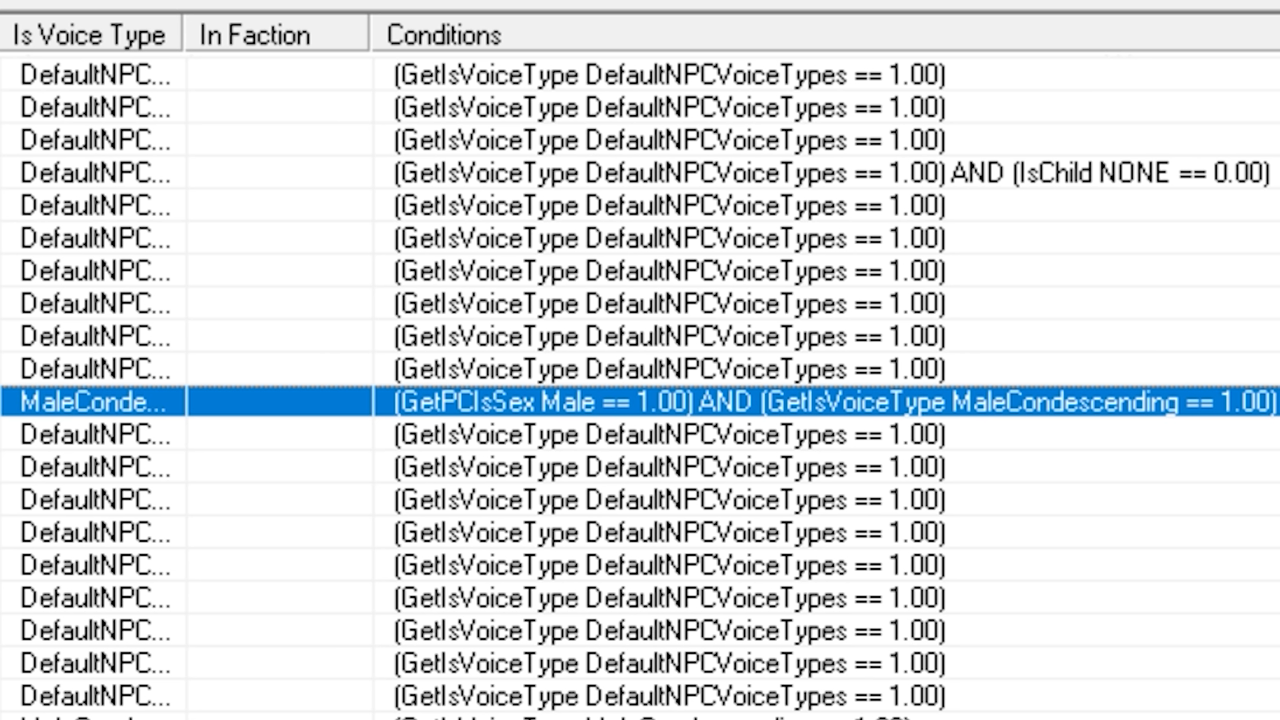 Is Voice Type In Faction Conditions
DefaultNPC... (GetIsVoiceType DefaultNPCVoiceTypes == 1.00)
DefaultNPC... (GetIsVoiceType DefaultNPCVoiceTypes == 1.00)
DefaultNPC... (GetIsVoiceType DefaultNPCVoiceTypes == 1.00)
DefaultNPC... (GetIsVoiceType DefaultNPCVoiceTypes == 1.00) AND (IsChild NONE == 0.00)
DefaultNPC... (GetIsVoiceType DefaultNPCVoiceTypes == 1.00)
DefaultNPC... (GetIsVoiceType DefaultNPCVoiceTypes == 1.00)
DefaultNPC... (GetIsVoiceType DefaultNPCVoiceTypes == 1.00)
DefaultNPC... (GetIsVoiceType DefaultNPCVoiceTypes == 1.00)
DefaultNPC... (GetIsVoiceType DefaultNPCVoiceTypes == 1.00)
DefaultNPC... (GetIsVoiceType DefaultNPCVoiceTypes == 1.00)
MaleConde... (GetPCIsSex Male == 1.00) AND (GetIsVoiceType MaleCondescending == 1.00)
DefaultNPC... (GetIsVoiceType DefaultNPCVoiceTypes == 1.00)
DefaultNPC... (GetIsVoiceType DefaultNPCVoiceTypes == 1.00)
DefaultNPC... (GetIsVoiceType DefaultNPCVoiceTypes == 1.00)
DefaultNPC... (GetIsVoiceType DefaultNPCVoiceTypes == 1.00)
DefaultNPC... (GetIsVoiceType DefaultNPCVoiceTypes == 1.00)
DefaultNPC... (GetIsVoiceType DefaultNPCVoiceTypes == 1.00)
DefaultNPC... (GetIsVoiceType DefaultNPCVoiceTypes == 1.00)
DefaultNPC... (GetIsVoiceType DefaultNPCVoiceTypes == 1.00)
DefaultNPC... (GetIsVoiceType DefaultNPCVoiceTypes == 1.00)